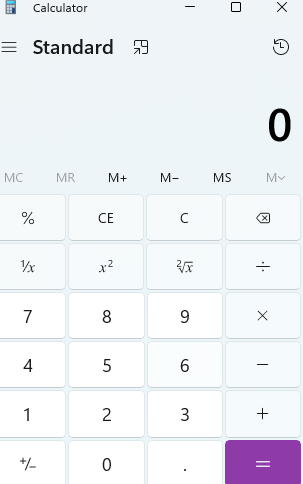 Calculator
Standard
0
MC MR M+ M− MS M
% CE C
¹/x x² ²√x ÷
7 8 9 ×
4 5 6 −
1 2 3 +
+/− 0 . =